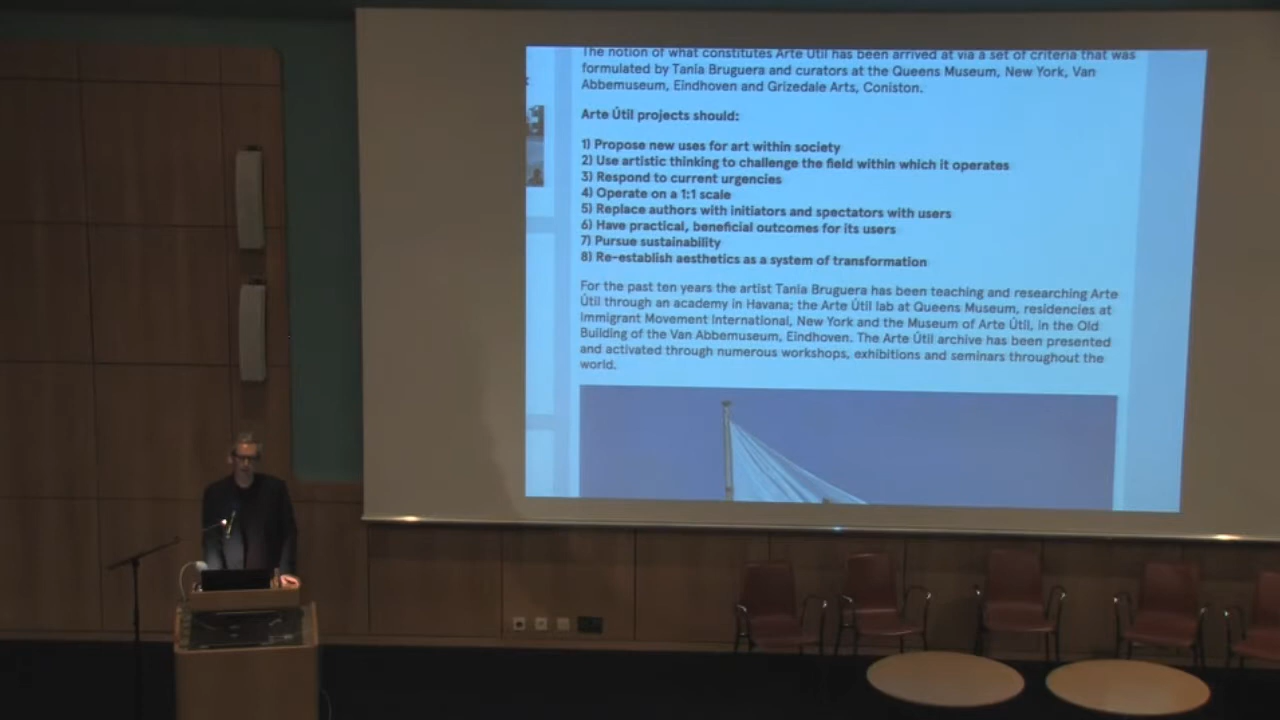 The notion of what constitutes Arte Útil has been arrived at via a set of criteria that was
formulated by Tania Bruguera and curators at the Queens Museum, New York, Van
Abbemuseum, Eindhoven and Grizedale Arts, Coniston.
Arte Útil projects should:
1) Propose new uses for art within society
2) Use artistic thinking to challenge the field within which it operates
3) Respond to current urgencies
4) Operate on a 1:1 scale
5) Replace authors with initiators and spectators with users
6) Have practical, beneficial outcomes for its users
7) Pursue sustainability
8) Re-establish aesthetics as a system of transformation
For the past ten years the artist Tania Bruguera has been teaching and researching Arte
Útil through an academy in Havana; the Arte Útil lab at Queens Museum, residencies at
Immigrant Movement International, New York and the Museum of Arte Útil, in the Old
Building of the Van Abbemuseum, Eindhoven. The Arte Útil archive has been presented
and activated through numerous workshops, exhibitions and seminars throughout the
world.